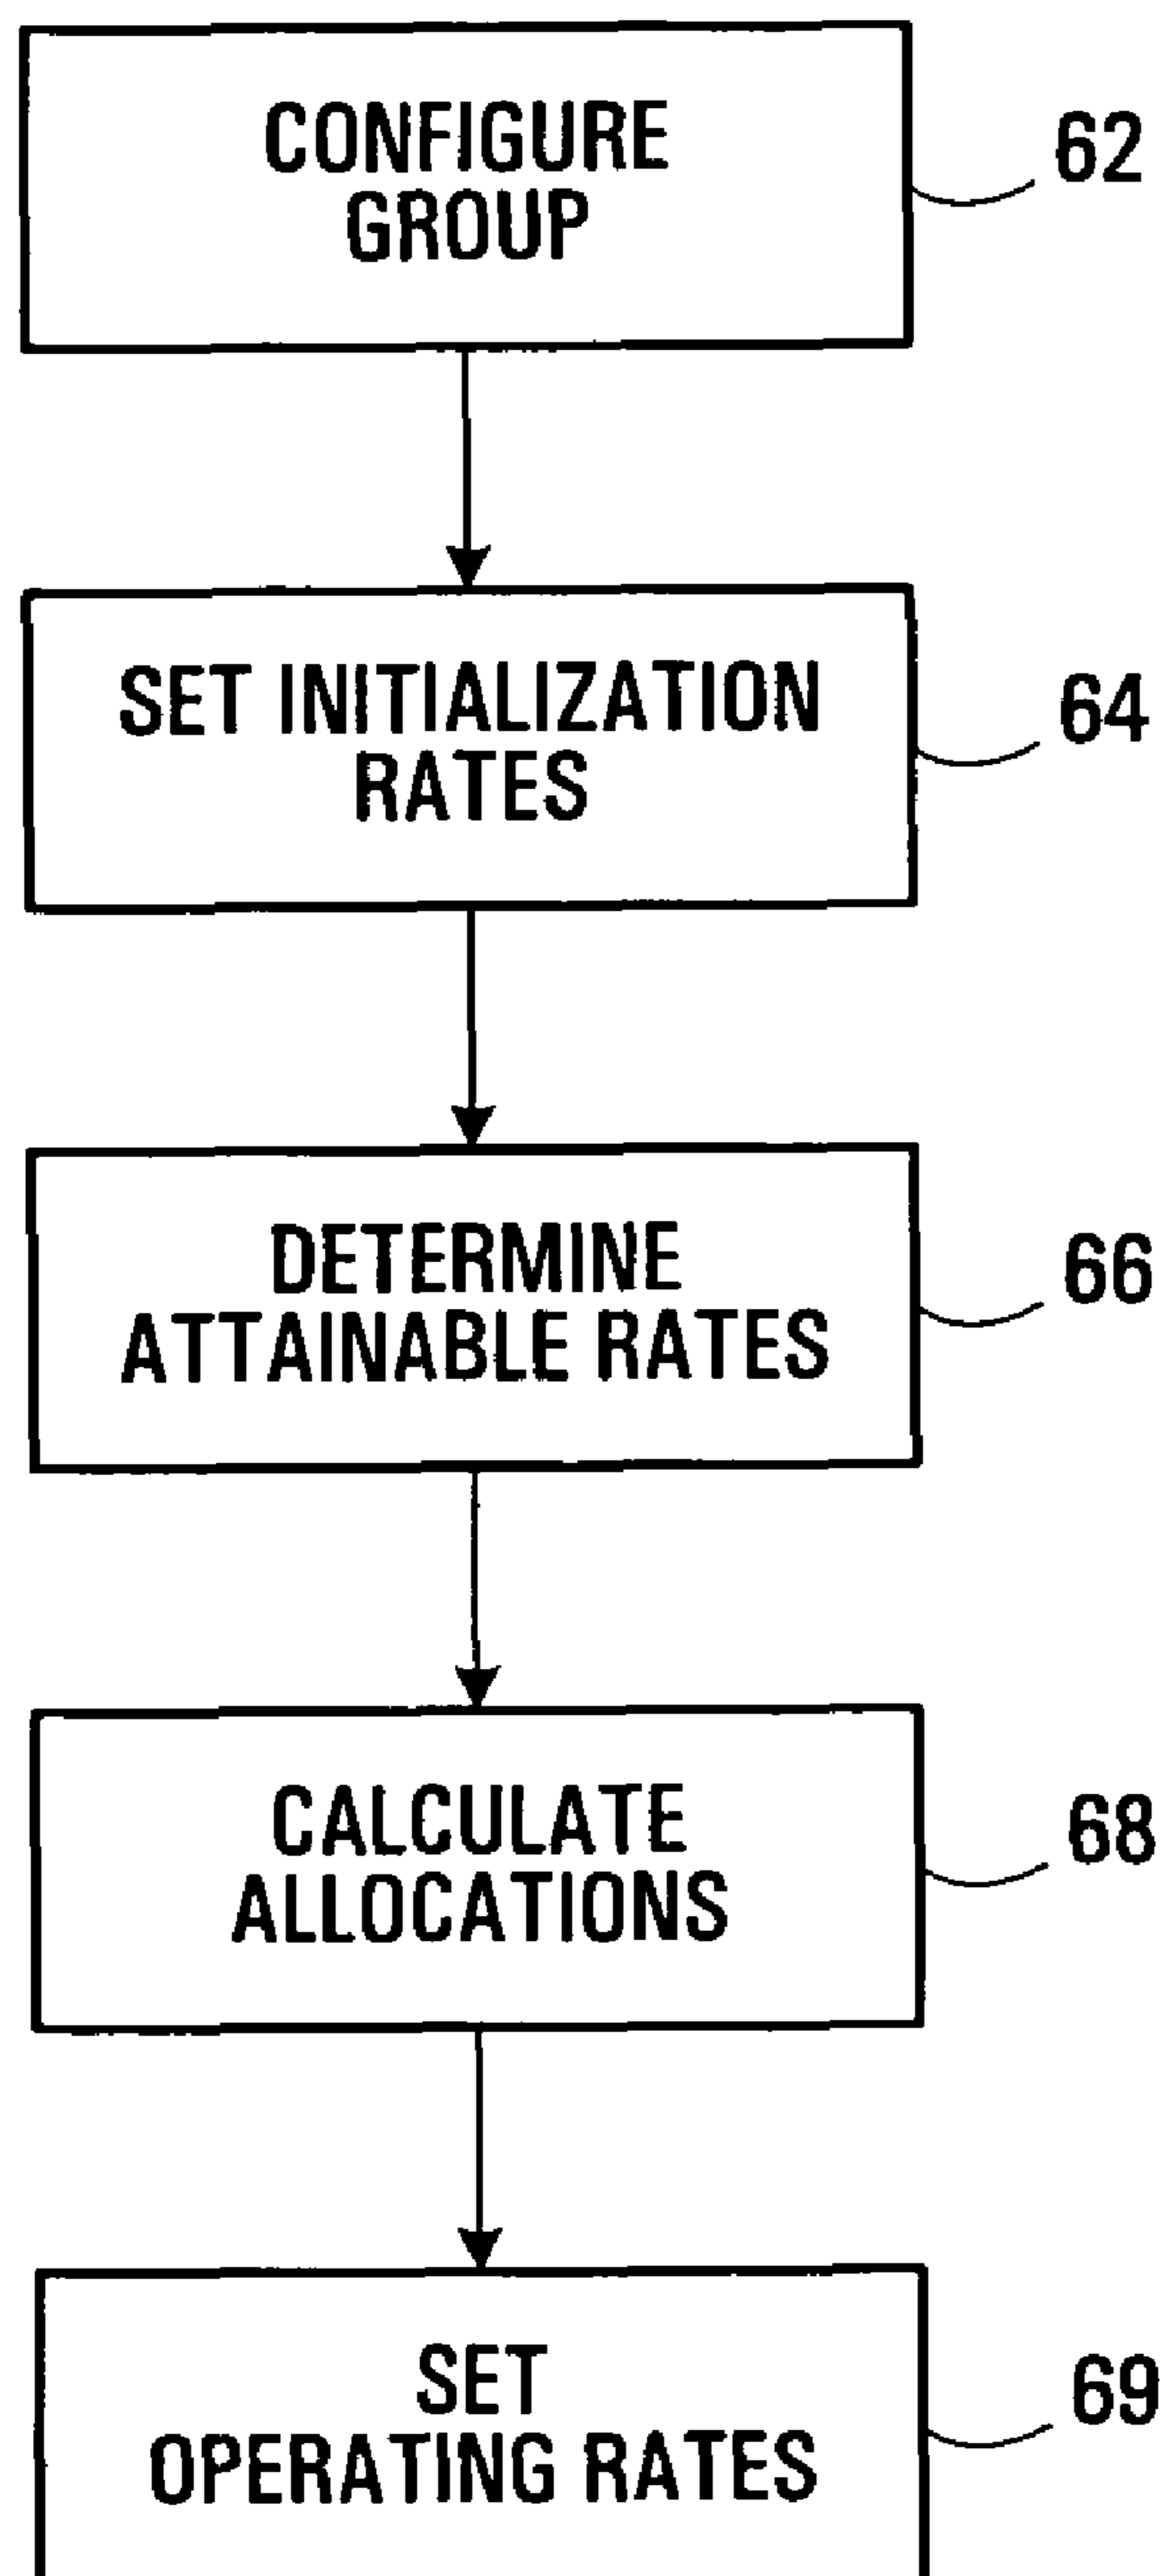 CONFIGURE
GROUP
62
SET INITIALIZATION
RATES
64
DETERMINE
ATTAINABLE RATES
66
CALCULATE
ALLOCATIONS
68
SET
OPERATING RATES
69